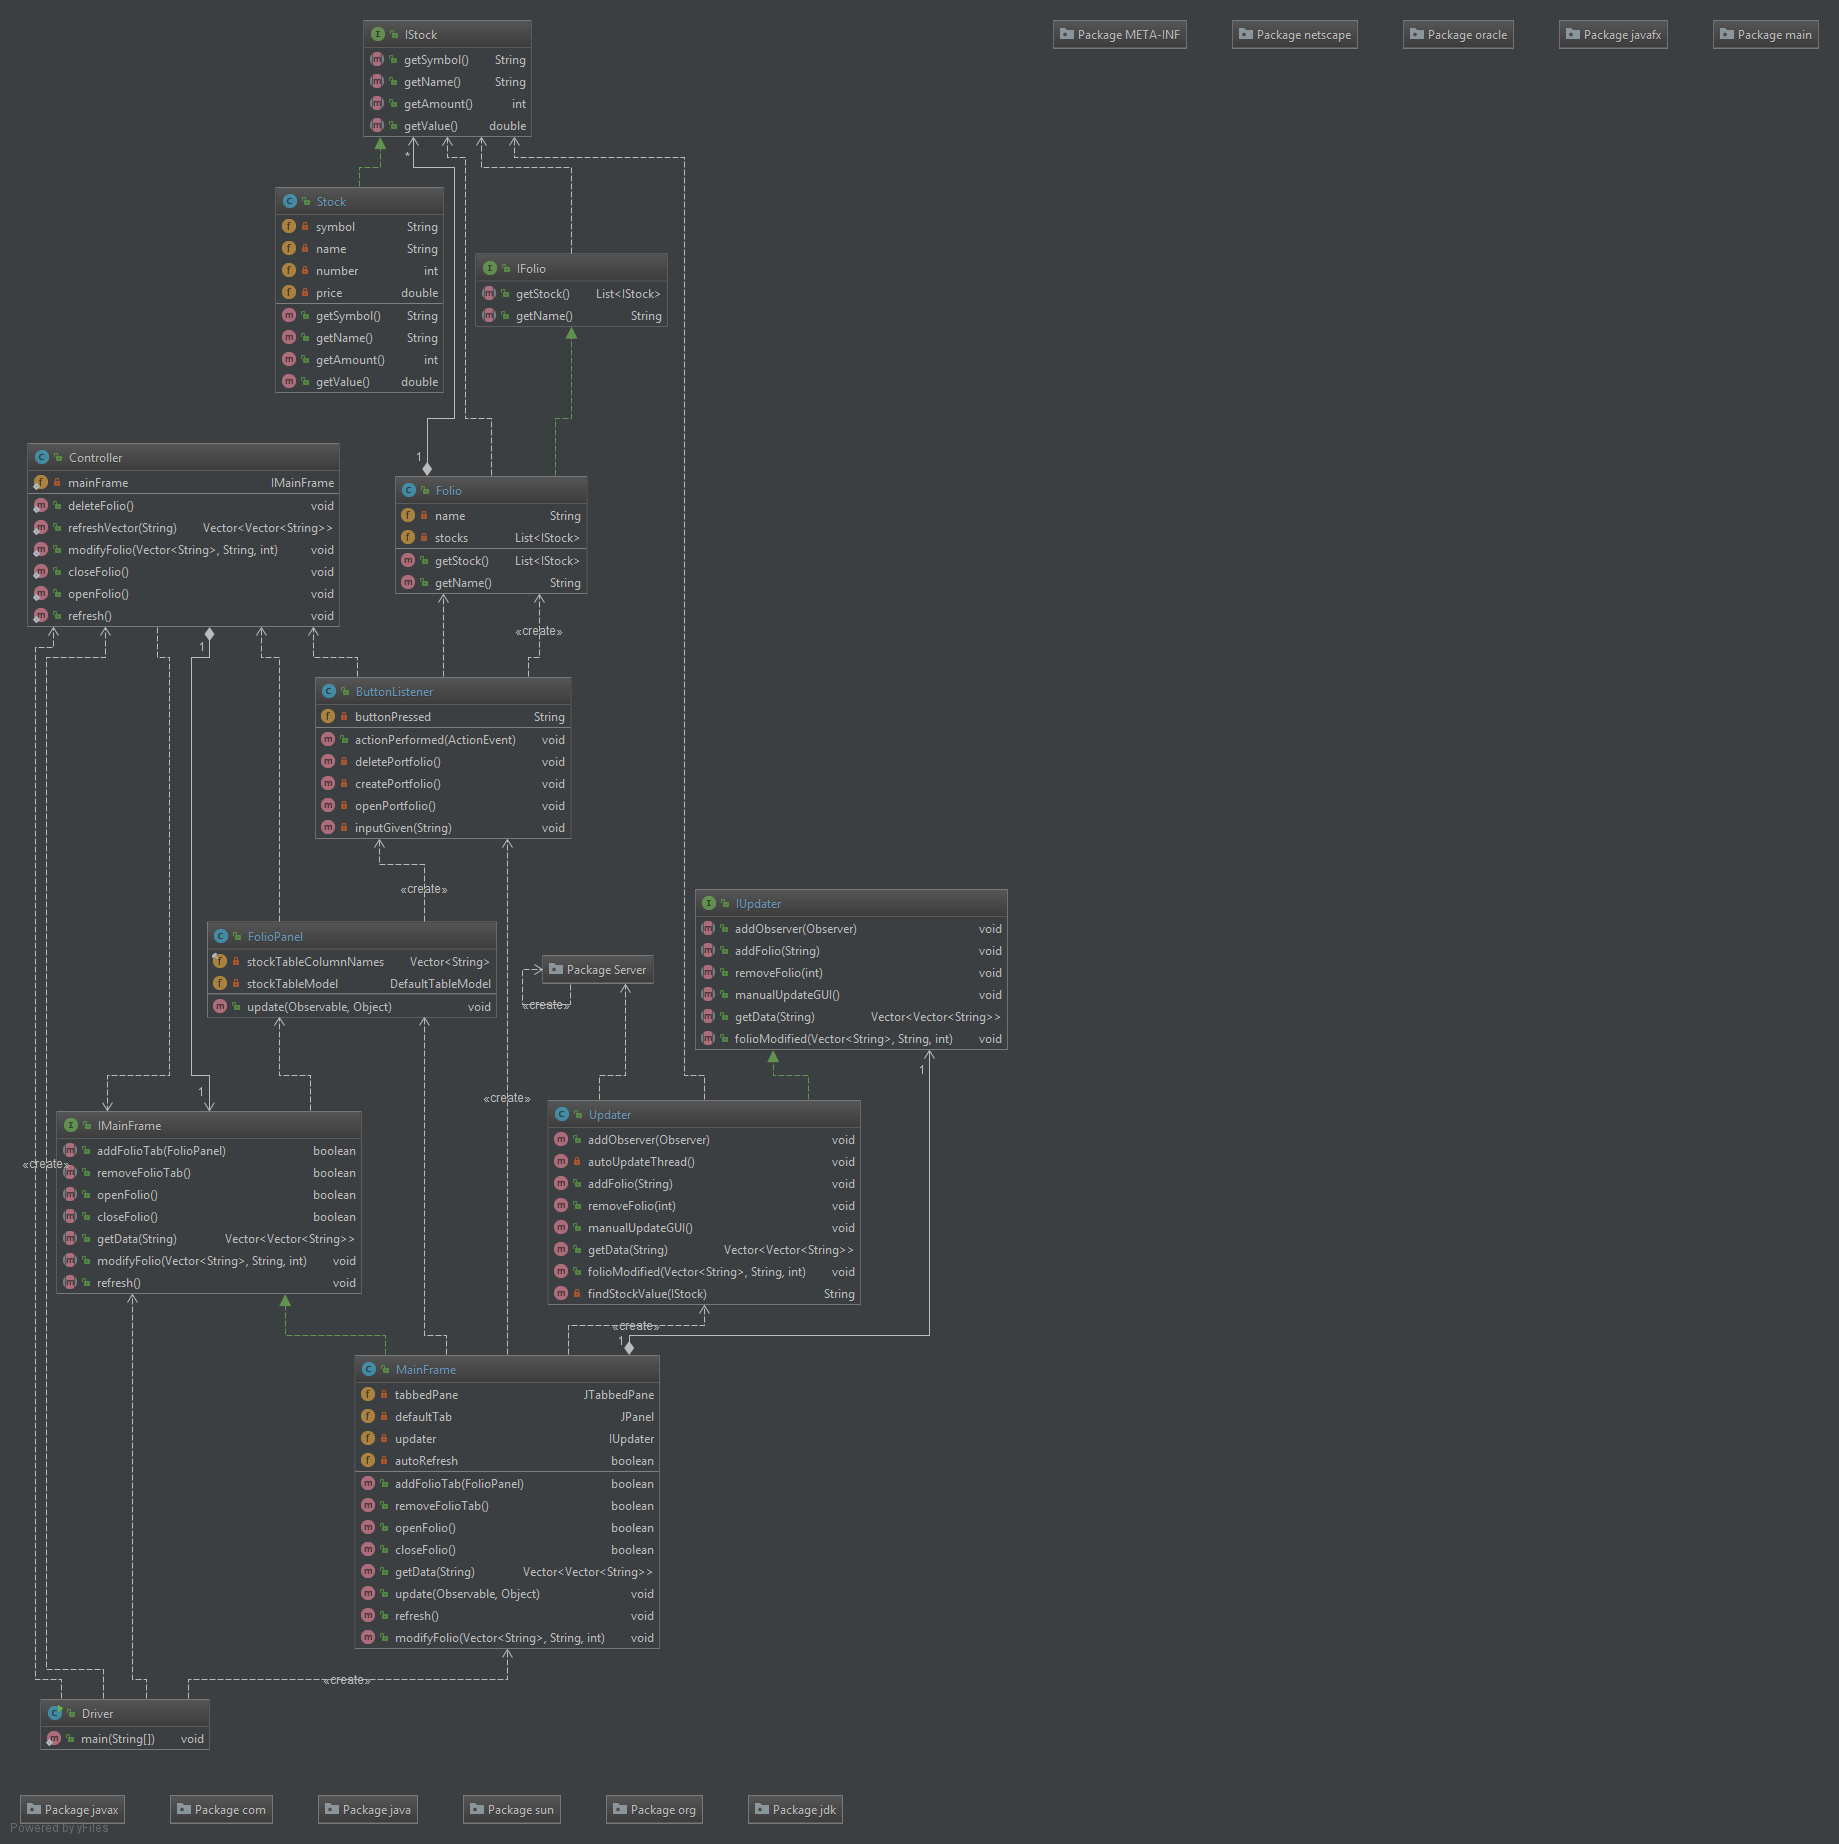 IStock
getSymbol() String
getName() String
getAmount() int
getValue() double
Package META-INF
Package netscape
Package oracle
Package javafx
Package main
*
Stock
symbol String
name String
number int
price double
getSymbol() String
getName() String
getAmount() int
getValue() double
IFolio
getStock() List<IStock>
getName() String
Controller
mainFrame IMainFrame
deleteFolio() void
refreshVector(String) Vector<Vector<String>>
modifyFolio(Vector<String>, String, int) void
closeFolio() void
openFolio() void
refresh() void
1
1
Folio
name String
stocks List<IStock>
getStock() List<IStock>
getName() String
«create»
ButtonListener
buttonPressed String
actionPerformed(ActionEvent) void
deletePortfolio() void
createPortfolio() void
openPortfolio() void
inputGiven(String) void
«create»
FolioPanel
stockTableColumnNames Vector<String>
stockTableModel DefaultTableModel
update(Observable, Object) void
Package Server
«create»
IUpdater
addObserver(Observer) void
addFolio(String) void
removeFolio(int) void
manualUpdateGUI() void
getData(String) Vector<Vector<String>>
folioModified(Vector<String>, String, int) void
1
1
«create»
«create»
IMainFrame
addFolioTab(FolioPanel) boolean
removeFolioTab() boolean
openFolio() boolean
closeFolio() boolean
getData(String) Vector<Vector<String>>
modifyFolio(Vector<String>, String, int) void
refresh() void
Updater
addObserver(Observer) void
autoUpdateThread() void
addFolio(String) void
removeFolio(int) void
manualUpdateGUI() void
getData(String) Vector<Vector<String>>
folioModified(Vector<String>, String, int) void
findStockValue(IStock) String
«create»
1
MainFrame
tabbedPane JTabbedPane
defaultTab JPanel
updater IUpdater
autoRefresh boolean
addFolioTab(FolioPanel) boolean
removeFolioTab() boolean
openFolio() boolean
closeFolio() boolean
getData(String) Vector<Vector<String>>
update(Observable, Object) void
refresh() void
modifyFolio(Vector<String>, String, int) void
«create»
Driver
main(String[]) void
Package javax
Package com
Package java
Package sun
Package org
Package jdk
Powered by yFiles